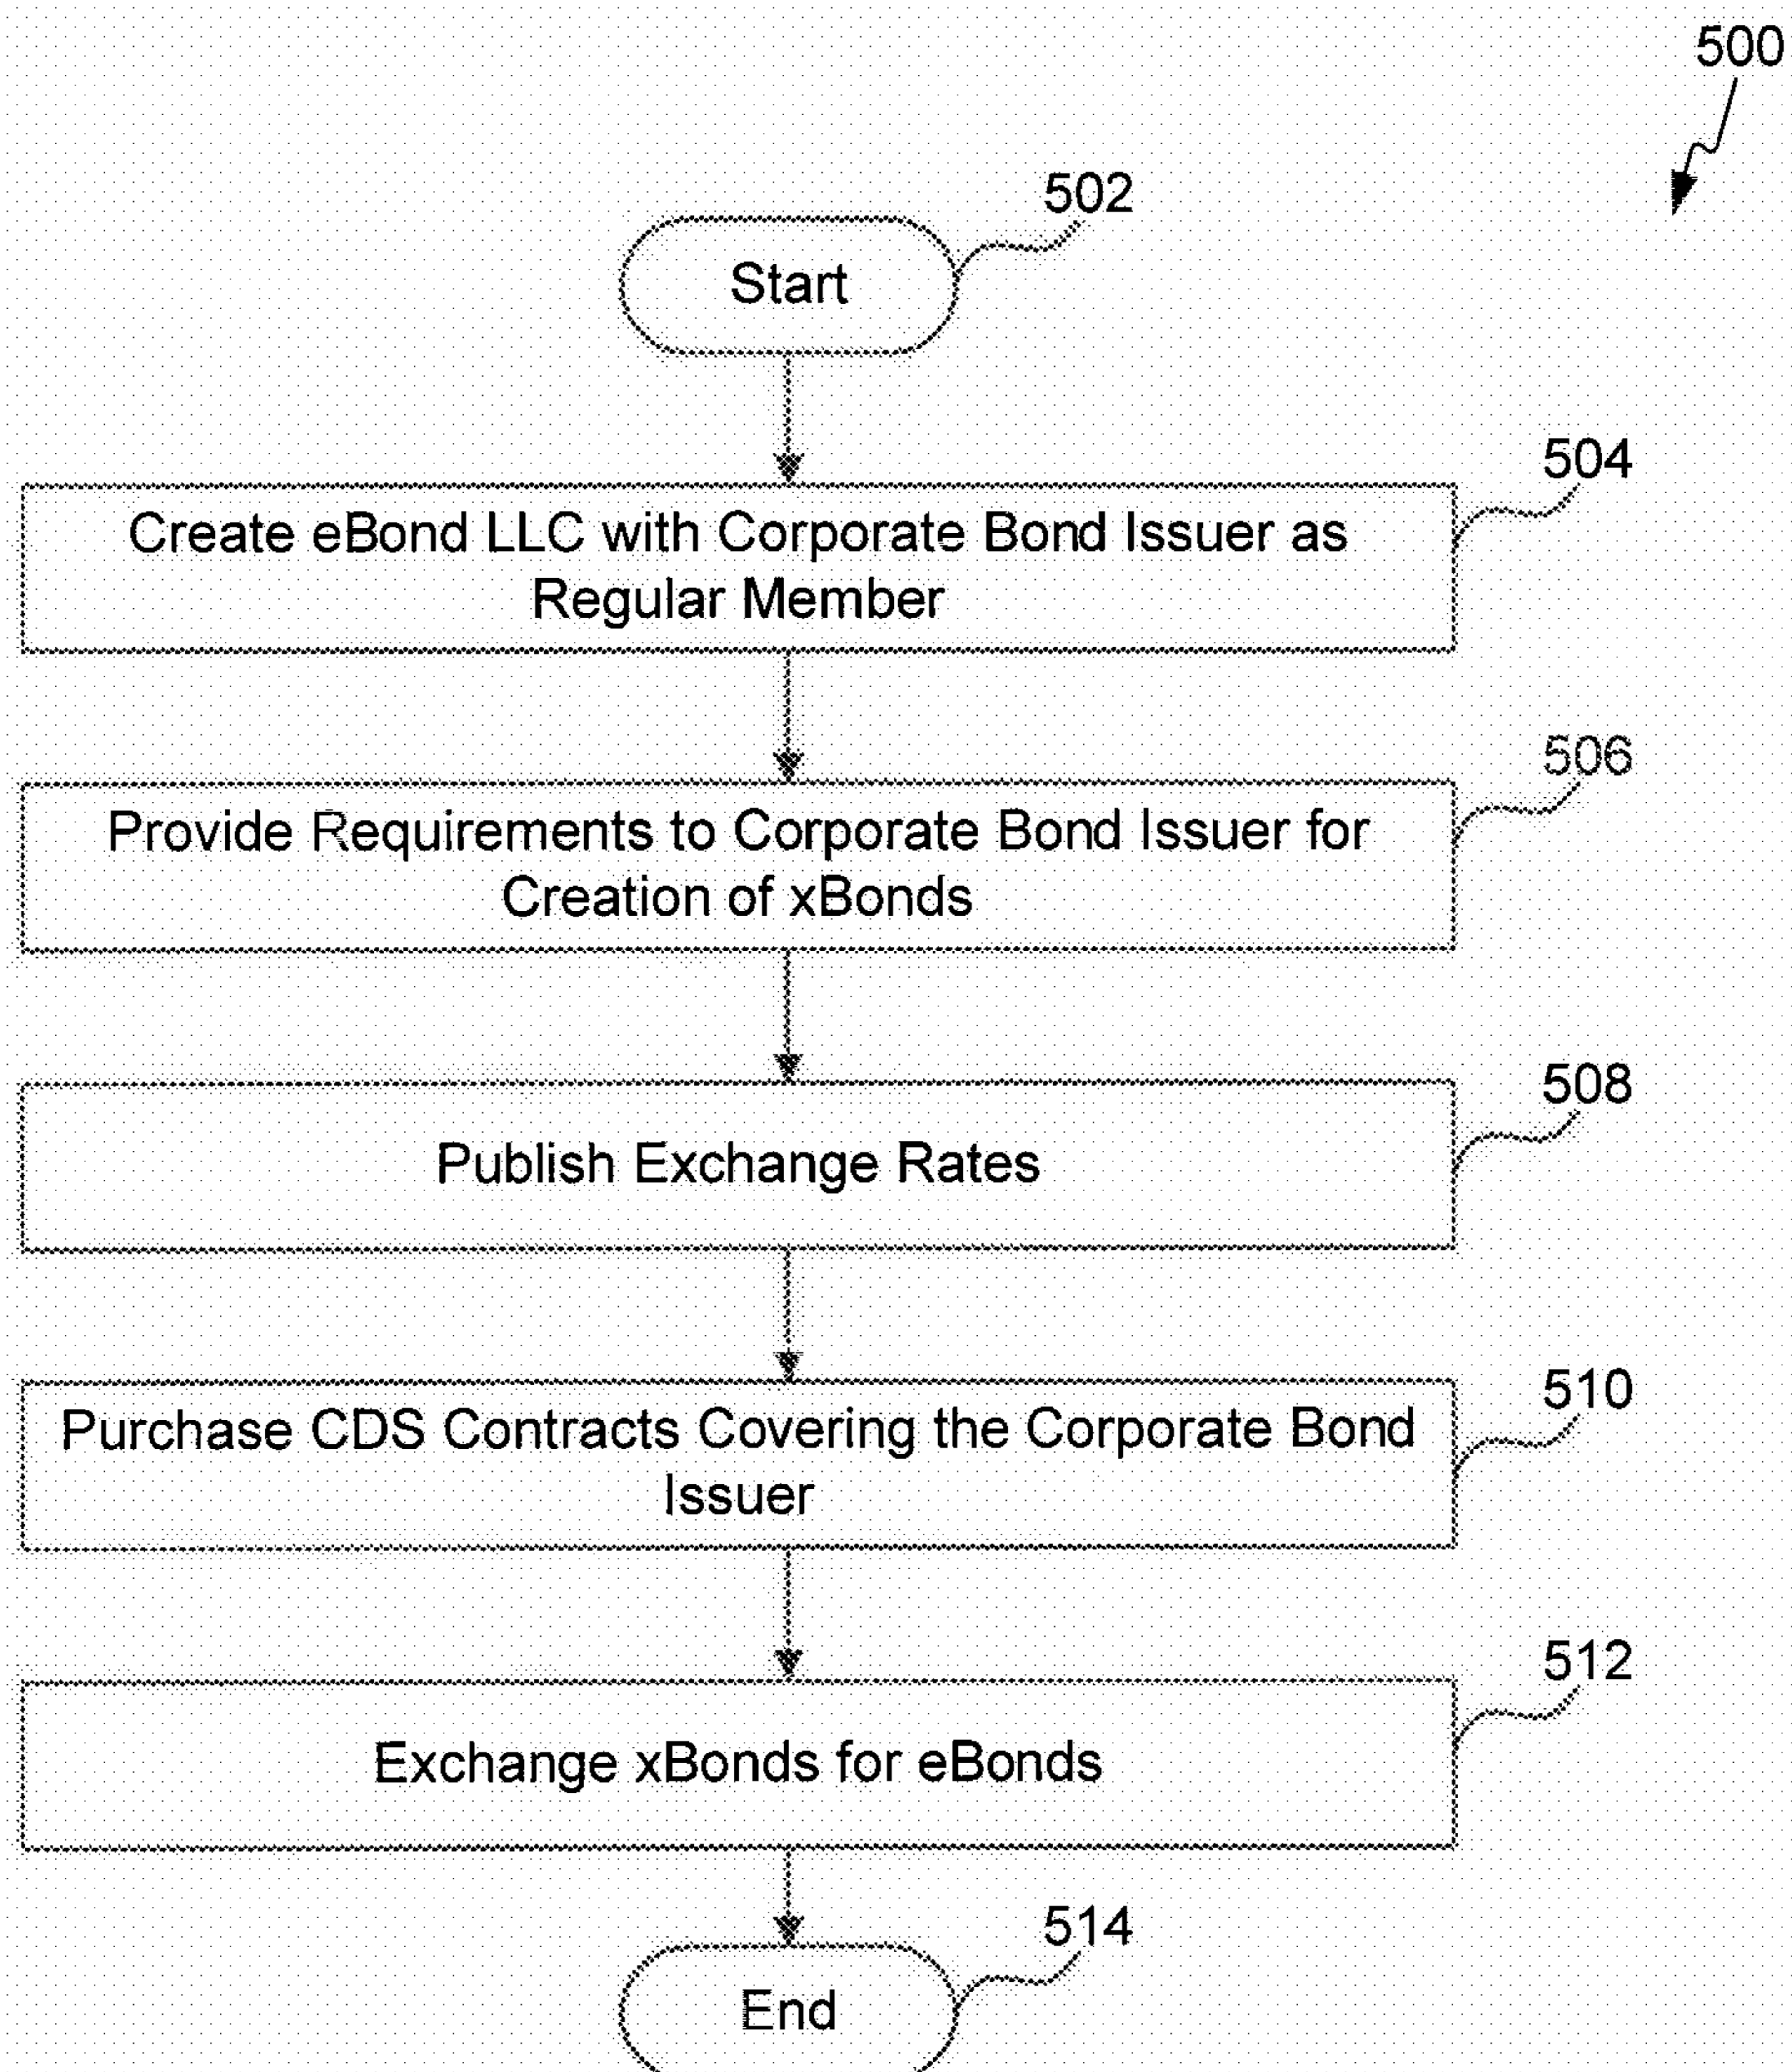 500
502
Start
504
Create eBond LLC with Corporate Bond Issuer as
Regular Member
506
Provide Requirements to Corporate Bond Issuer for
Creation of xBonds
508
Publish Exchange Rates
510
Purchase CDS Contracts Covering the Corporate Bond
Issuer
512
Exchange xBonds for eBonds
514
End